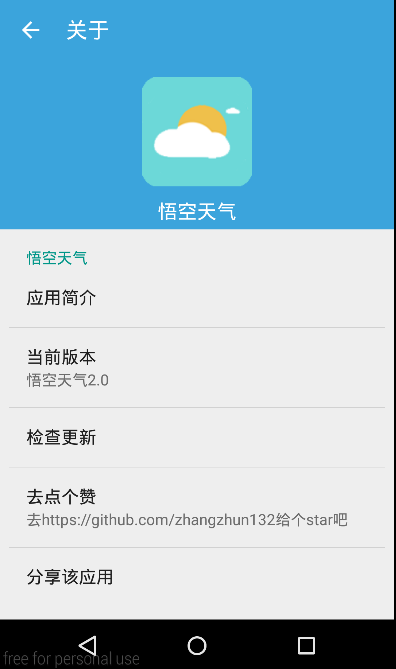 关于
悟空天气
悟空天气
应用简介
当前版本
悟空天气2.0
检查更新
去点个赞
去https://github.com/zhangzhun132给个star吧
分享该应用
free for personal use